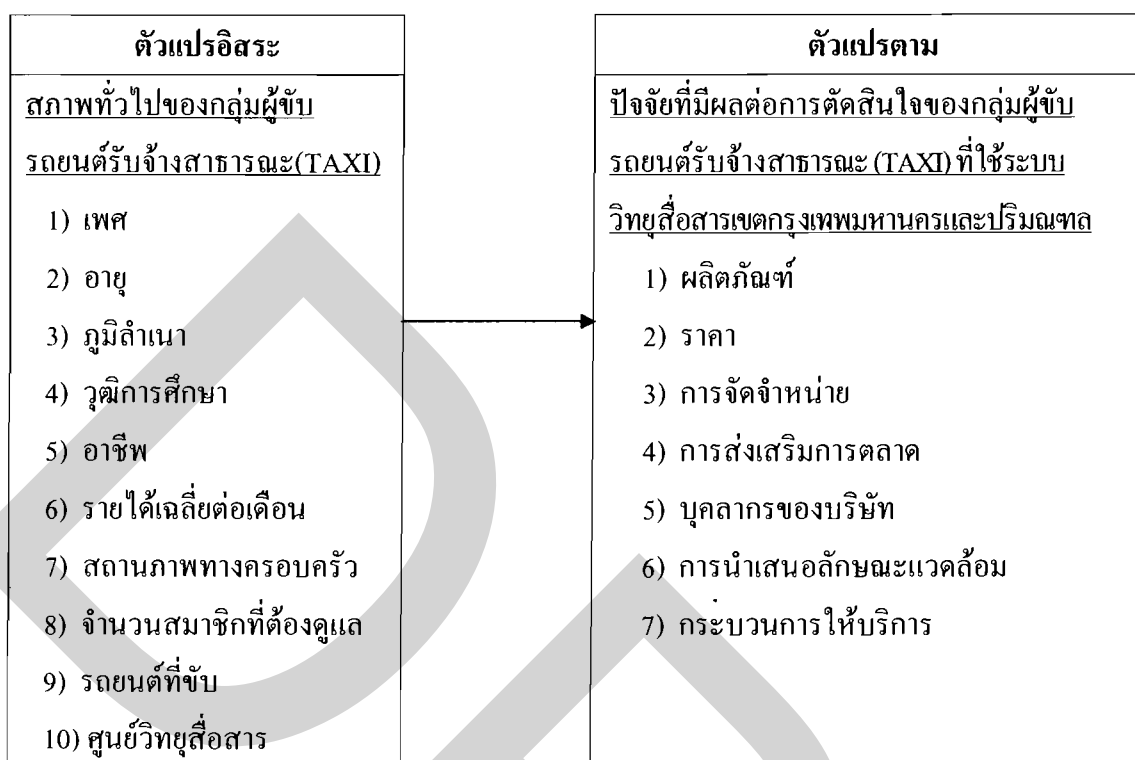 ตัวแปรอิสระ
สภาพทั่วไปของกลุ่มผู้ขับ
รถยนต์รับจ้างสาธารณะ(TAXI)
1) เพศ
2) อายุ
3) ภูมิลำเนา
4) วุฒิการศึกษา
5) อาชีพ
6) รายได้เฉลี่ยต่อเดือน
7) สถานภาพทางครอบครัว
8) จำนวนสมาชิกที่ต้องดูแล
9) รถยนต์ที่ขับ
10) ศูนย์วิทยุสื่อสาร
ตัวแปรตาม
ปัจจัยที่มีผลต่อการตัดสินใจของกลุ่มผู้ขับ
รถยนต์รับจ้างสาธารณะ (TAXI) ที่ใช้ระบบ
วิทยุสื่อสารเขตกรุงเทพมหานครและปริมณฑล
1) ผลิตภัณฑ์
2) ราคา
3) การจัดจำหน่าย
4) การส่งเสริมการตลาด
5) บุคลากรของบริษัท
6) การนำเสนอลักษณะแวดล้อม
7) กระบวนการให้บริการ